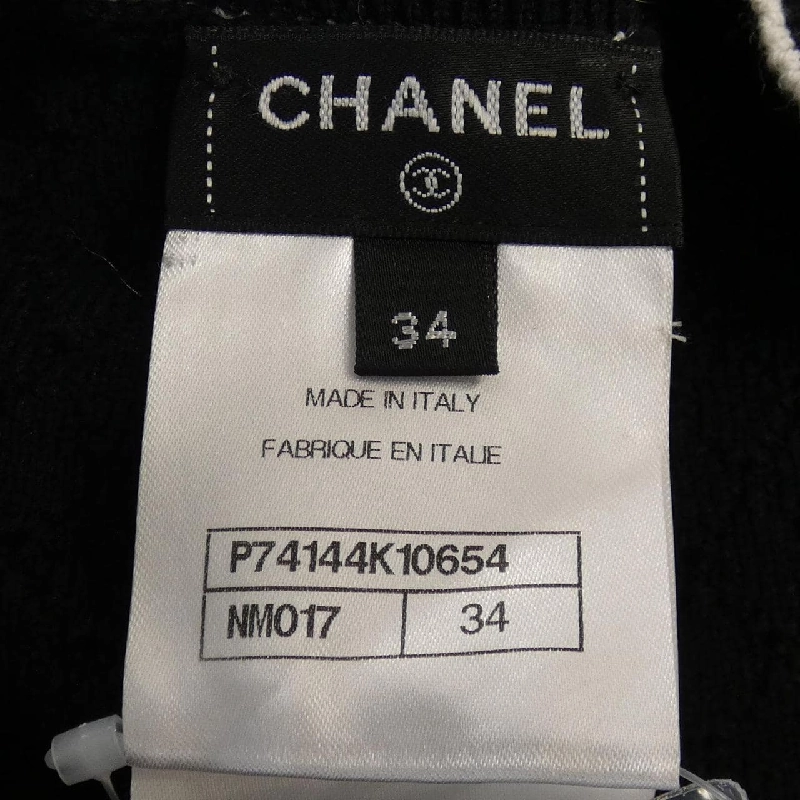 CHANEL
34
MADE IN ITALY
FABRIQUE EN ITALIE
P74144K10654
NM017 34